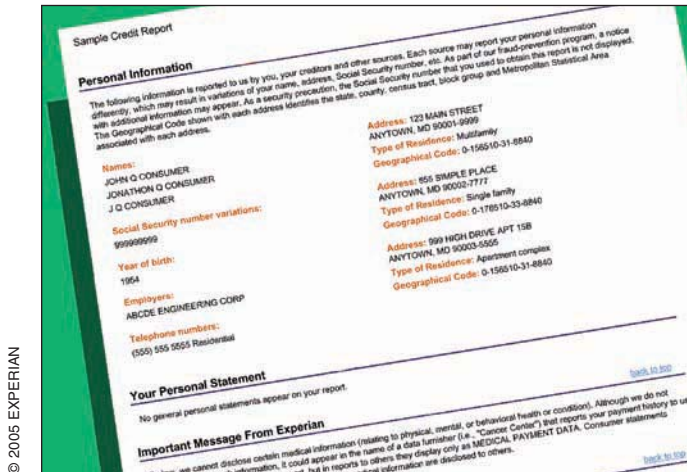 Sample Credit Report
Personal Information
The following information is reported to us by you, your creditors and other sources. Each source may report your personal information
differently, which may result in variations of your name, address, Social Security number, etc. As part of our fraud-prevention program, a notice
with additional information may appear. As a security precaution, the Social Security number that you used to obtain this report is not displayed.
The Geographical Code shown with each address identifies the state, county, census tract, block group and Metropolitan Statistical Area
associated with each address.
Names:
JOHN Q CONSUMER
JONATHON Q CONSUMER
J Q CONSUMER
Social Security number variations:
999999999
Year of birth:
1954
Employers:
ABCDE ENGINEERING CORP
Telephone numbers:
(555) 555 5555 Residential
Address: 123 MAIN STREET
ANYTOWN, MD 90001-9999
Type of Residence: Multifamily
Geographical Code: 0-156510-31-8840
Address: 555 SIMPLE PLACE
ANYTOWN, MD 90002-7777
Type of Residence: Single family
Geographical Code: 0-176510-33-8840
Address: 999 HIGH DRIVE APT 15B
ANYTOWN, MD 90003-5555
Type of Residence: Apartment complex
Geographical Code: 0-156510-31-8840
Your Personal Statement
No general personal statements appear on your report.
back to top
Important Message From Experian
we cannot disclose certain medical information (relating to physical, mental, or behavioral health or condition). Although we do not
information, it could appear in the name of a data furnisher (i.e., "Cancer Center") that reports your payment history to us
but in reports to others they display only as MEDICAL PAYMENT DATA. Consumer statements
information are disclosed to others.
back to top
© 2005 EXPERIAN